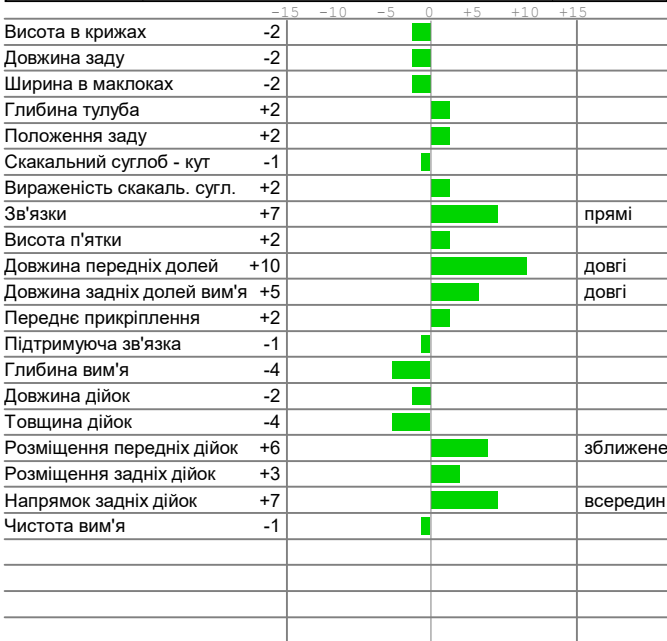 -15 -10 -5 0 +5 +10 +15
Висота в крижах -2
Довжина заду -2
Ширина в маклоках -2
Глибина тулуба +2
Положення заду +2
Скакальний суглоб - кут -1
Вираженість скакаль. сугл. +2
Зв'язки +7 прямі
Висота п'ятки +2
Довжина передніх долей +10 довгі
Довжина задніх долей вим'я +5 довгі
Переднє прикріплення +2
Підтримуюча зв'язка -1
Глибина вим'я -4
Довжина дійок -2
Товщина дійок -4
Розміщення передніх дійок +6 зближене
Розміщення задніх дійок +3
Напрямок задніх дійок +7 всередин
Чистота вим'я -1